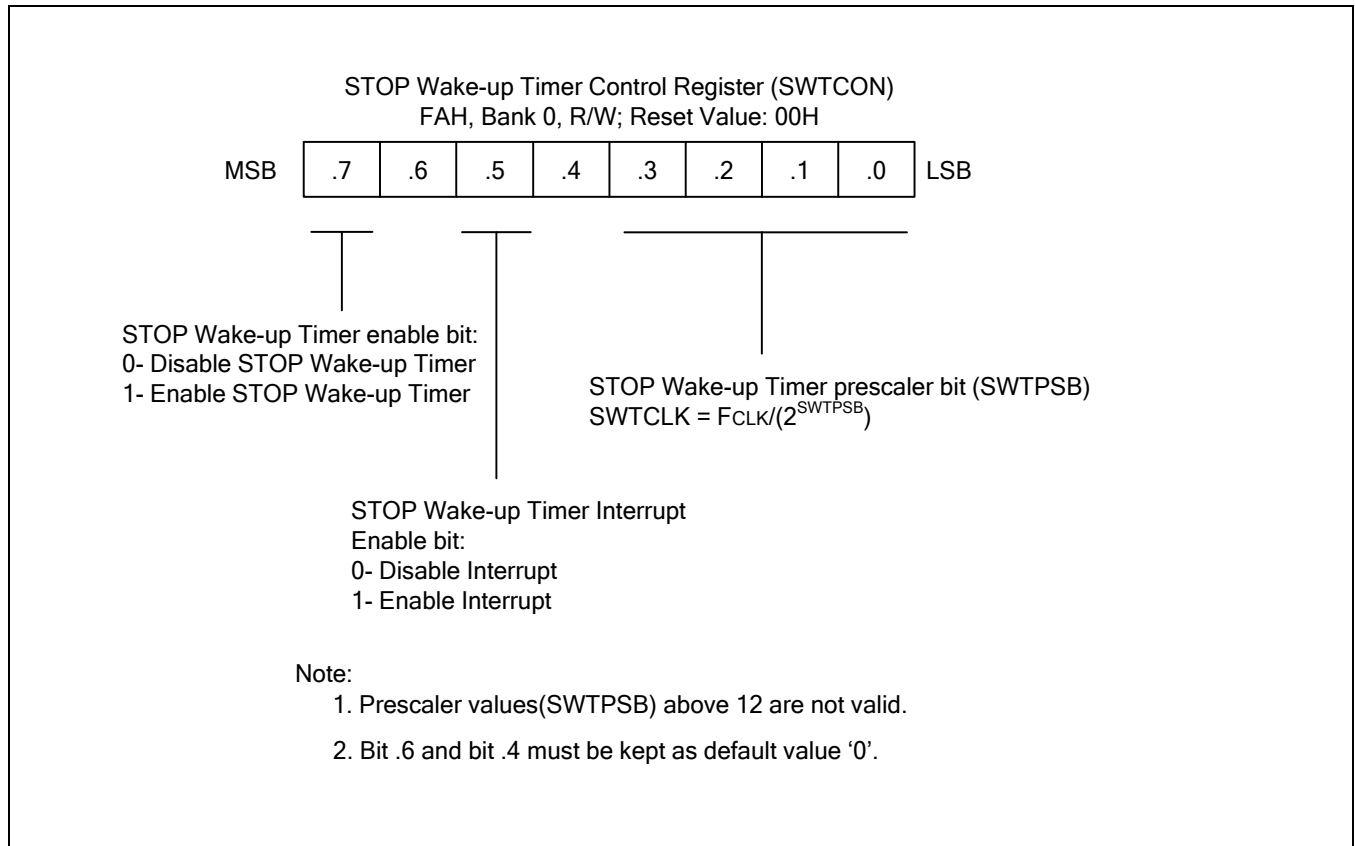 STOP Wake-up Timer Control Register (SWTCON)
FAH, Bank 0, R/W; Reset Value: 00H
MSB .7 .6 .5 .4 .3 .2 .1 .0 LSB
STOP Wake-up Timer enable bit:
0- Disable STOP Wake-up Timer
1- Enable STOP Wake-up Timer
STOP Wake-up Timer prescaler bit (SWTPSB)
SWTCLK = FCLK/(2^SWTPSB)
STOP Wake-up Timer Interrupt
Enable bit:
0- Disable Interrupt
1- Enable Interrupt
Note:
1. Prescaler values(SWTPSB) above 12 are not valid.
2. Bit .6 and bit .4 must be kept as default value ‘0’.